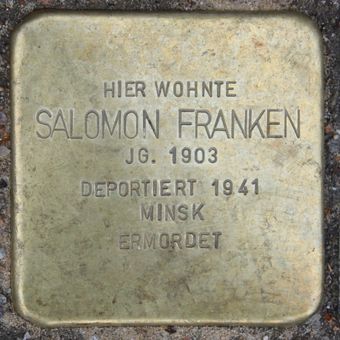 HIER WOHNTE
SALOMON FRANKEN
JG. 1903
DEPORTIERT 1941
MINSK
ERMORDET